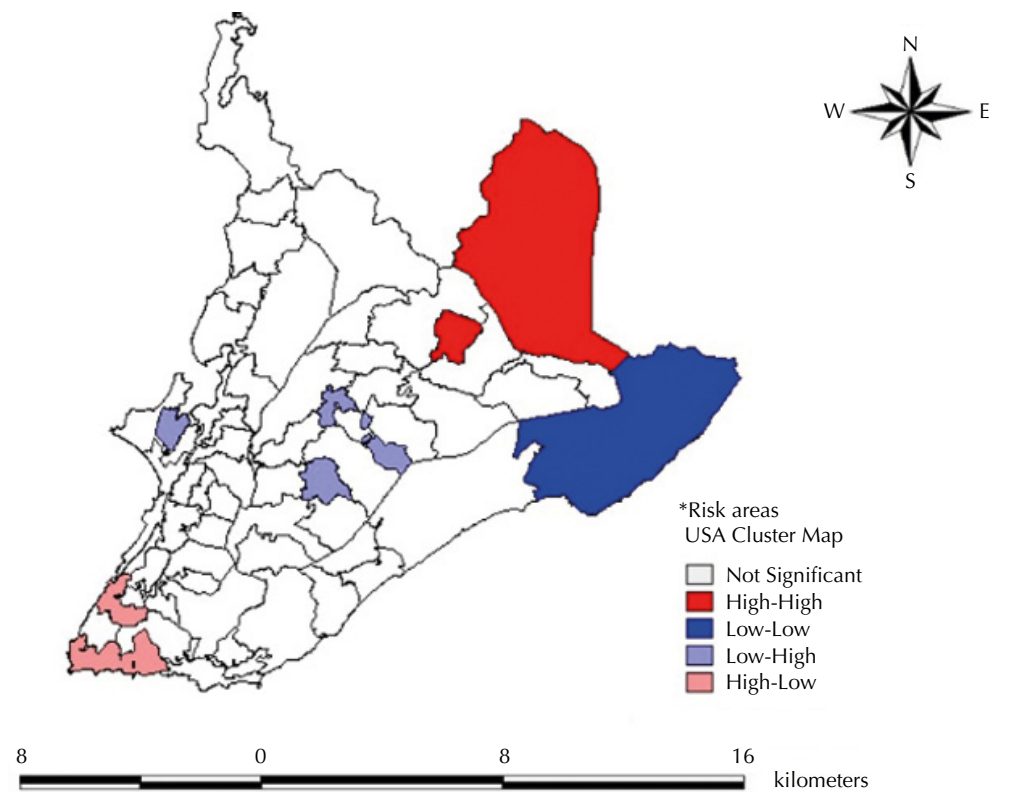 N
W E
S
*Risk areas
USA Cluster Map
Not Significant
High-High
Low-Low
Low-High
High-Low
8 0 8 16
kilometers